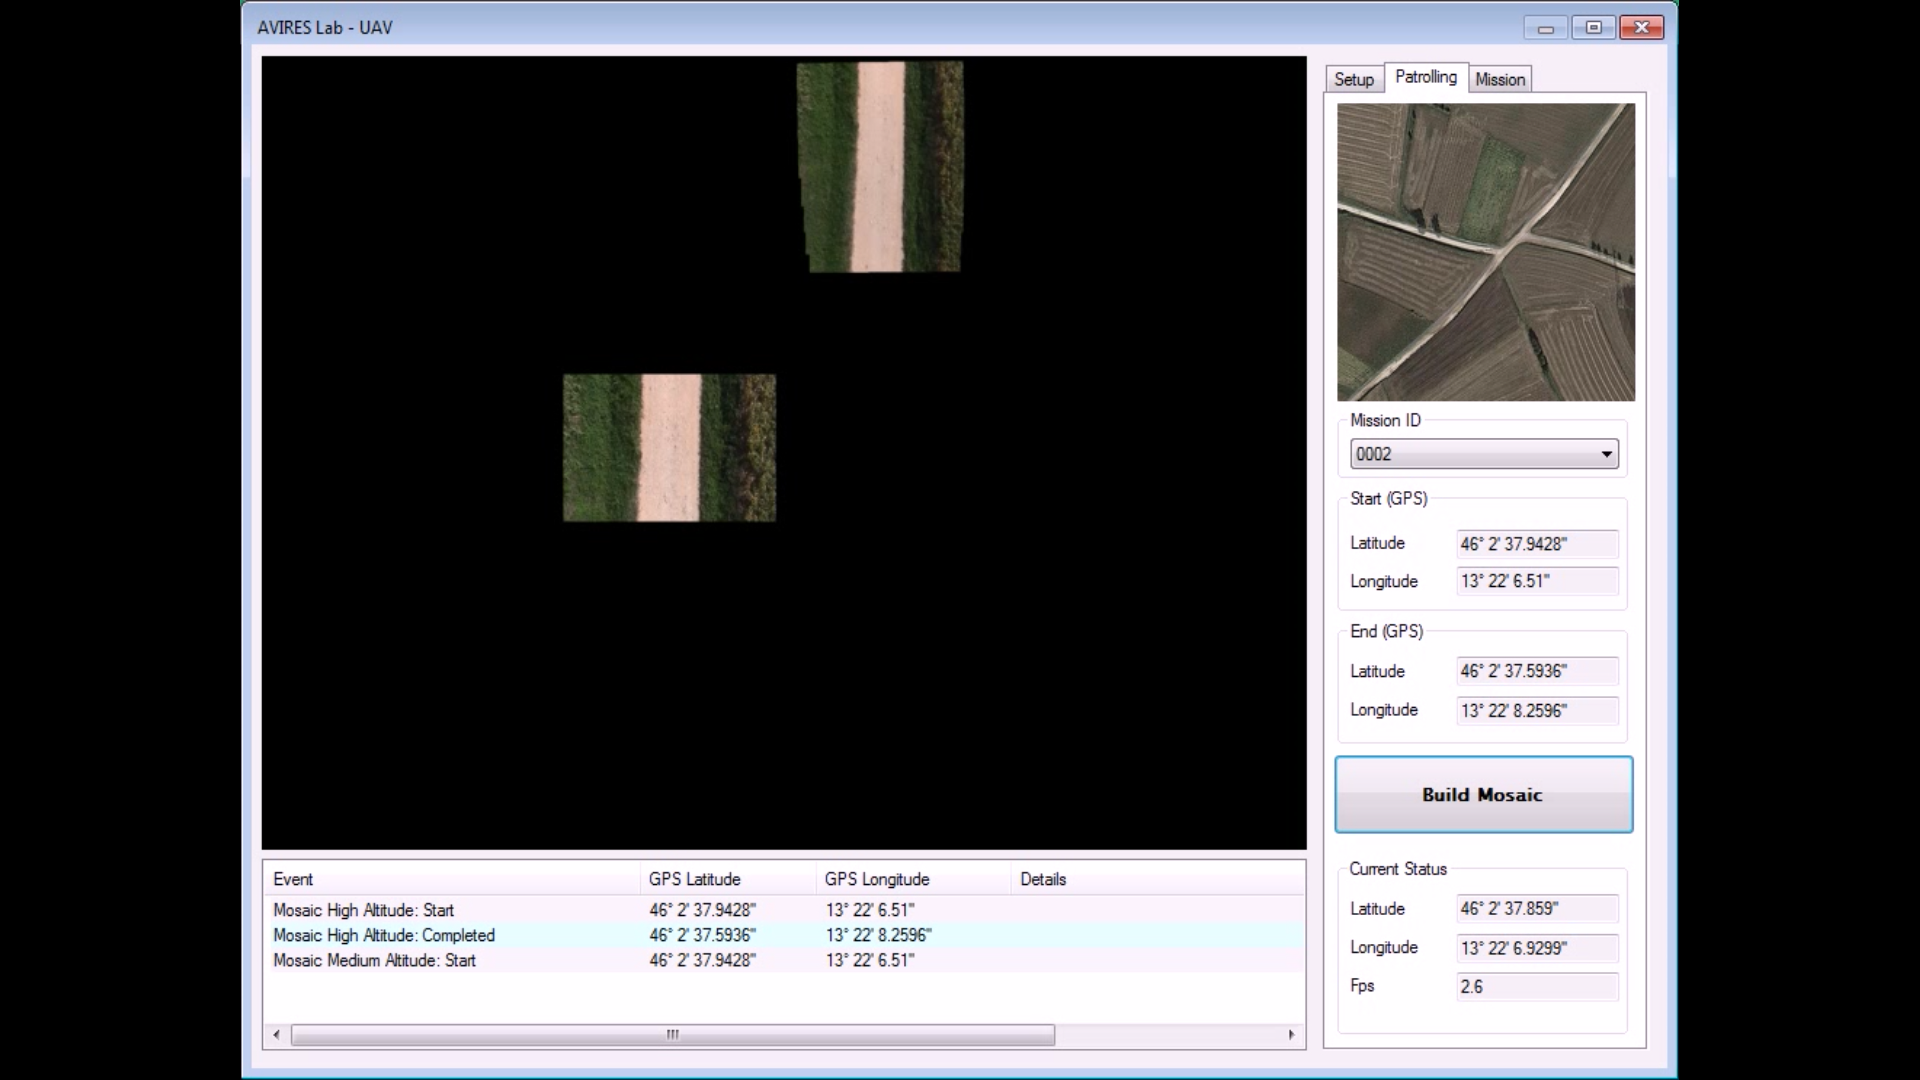 AVIRES Lab - UAV
Setup Patrolling Mission
Mission ID
0002
Start (GPS)
Latitude 46° 2' 37.9428"
Longitude 13° 22' 6.51"
End (GPS)
Latitude 46° 2' 37.5936"
Longitude 13° 22' 8.2596"
Build Mosaic
Current Status
Latitude 46° 2' 37.859"
Longitude 13° 22' 6.9299"
Fps 2.6
Event GPS Latitude GPS Longitude Details
Mosaic High Altitude: Start 46° 2' 37.9428" 13° 22' 6.51"
Mosaic High Altitude: Completed 46° 2' 37.5936" 13° 22' 8.2596"
Mosaic Medium Altitude: Start 46° 2' 37.9428" 13° 22' 6.51"